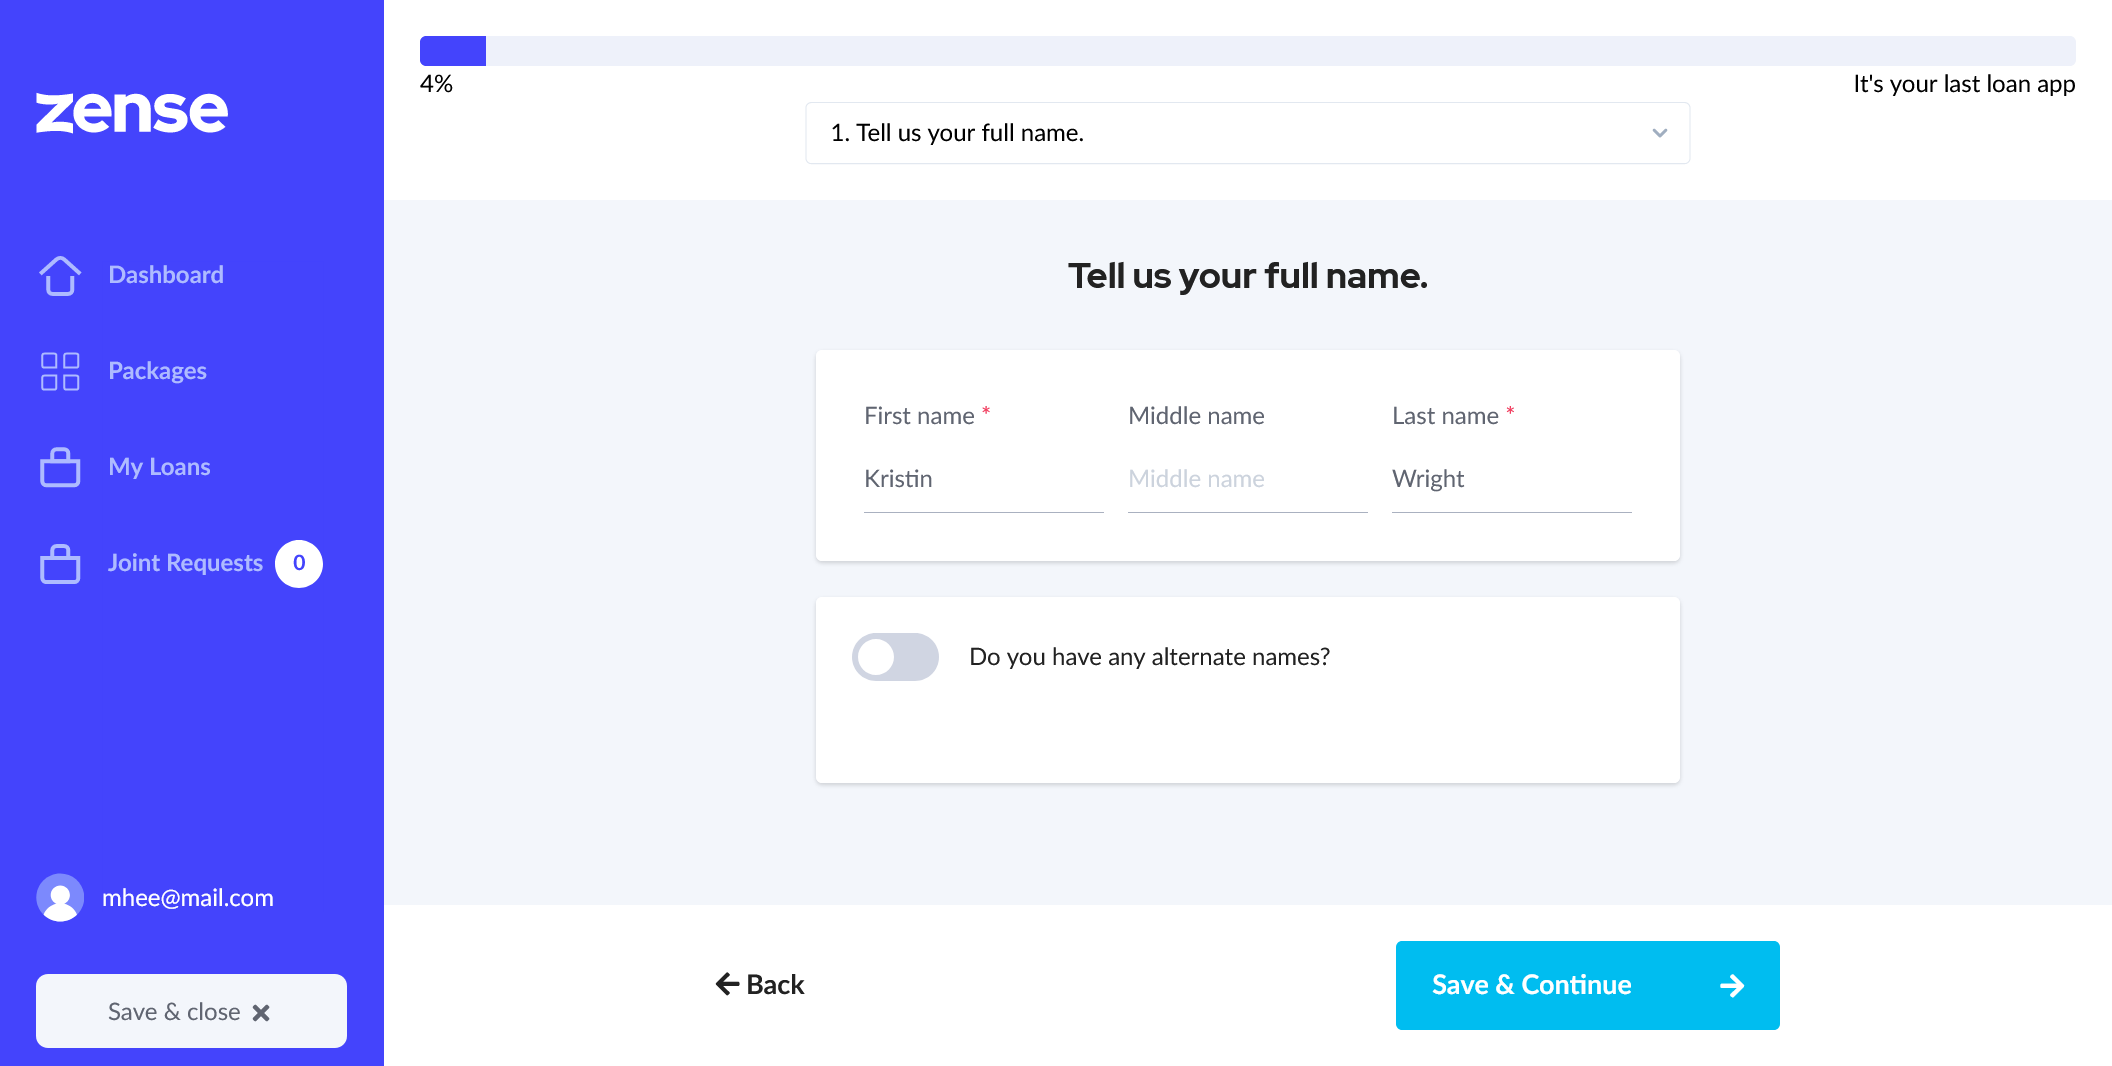 zense
Dashboard
Packages
My Loans
Joint Requests 0
mhee@mail.com
Save & close
4%
It's your last loan app
1. Tell us your full name.
Tell us your full name.
First name * Middle name Last name *
Kristin Middle name Wright
Do you have any alternate names?
Back
Save & Continue